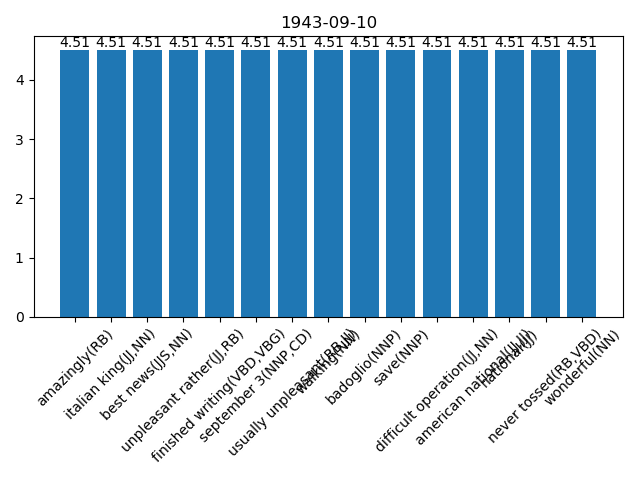 1943-09-10
4.51 4.51 4.51 4.51 4.51 4.51 4.51 4.51 4.51 4.51 4.51 4.51 4.51 4.51 4.51
4
3
2
1
0
amazingly(RB)
italian king(JJ,NN)
best news(JJS,NN)
unpleasant rather(JJ,RB)
finished writing(VBD,VBG)
september 3(NNP,CD)
usually unpleasant(RB,JJ)
walking(NN)
badoglio(NNP)
save(NNP)
difficult operation(JJ,NN)
american national(JJ,JJ)
national(JJ)
never tossed(RB,VBD)
wonderful(NN)